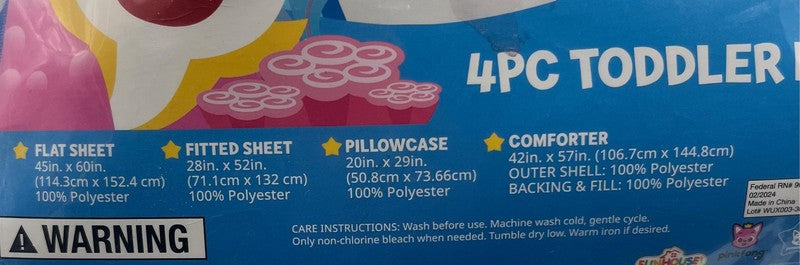 4PC TODDLER
FLAT SHEET
45in. x 60in.
(114.3cm x 152.4 cm)
100% Polyester
FITTED SHEET
28in. x 52in.
(71.1cm x 132 cm)
100% Polyester
PILLOWCASE
20in. x 29in.
(50.8cm x 73.66cm)
100% Polyester
COMFORTER
42in. x 57in. (106.7cm x 144.8cm)
OUTER SHELL: 100% Polyester
BACKING & FILL: 100% Polyester
Federal RN#
02/2024
Made in China
Lot# WUX003-
WARNING
CARE INSTRUCTIONS: Wash before use. Machine wash cold, gentle cycle.
Only non-chlorine bleach when needed. Tumble dry low. Warm iron if desired.
FUNHOUSE
pinkfong